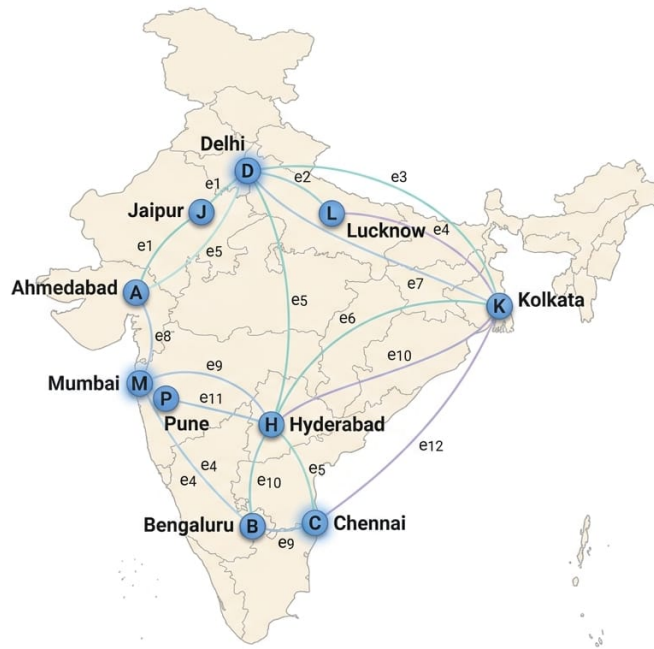 Delhi
D
e1
e2
e3
Jaipur
J
L
Lucknow
e4
e1
e5
e7
Ahmedabad
A
K
Kolkata
e5
e6
e8
e10
e9
Mumbai
M
P
e11
Pune
H
Hyderabad
e12
e4
e4
e10
e5
Bengaluru
B
C
Chennai
e9